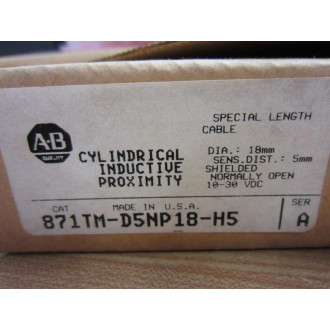 A-B
QUALITY
CYLINDRICAL
INDUCTIVE
PROXIMITY
SPECIAL LENGTH
CABLE
DIA.: 18mm
SENS.DIST.: 5mm
SHIELDED
NORMALLY OPEN
10-30 VDC
CAT
MADE IN U.S.A.
871TM-D5NP18-H5
SER
A